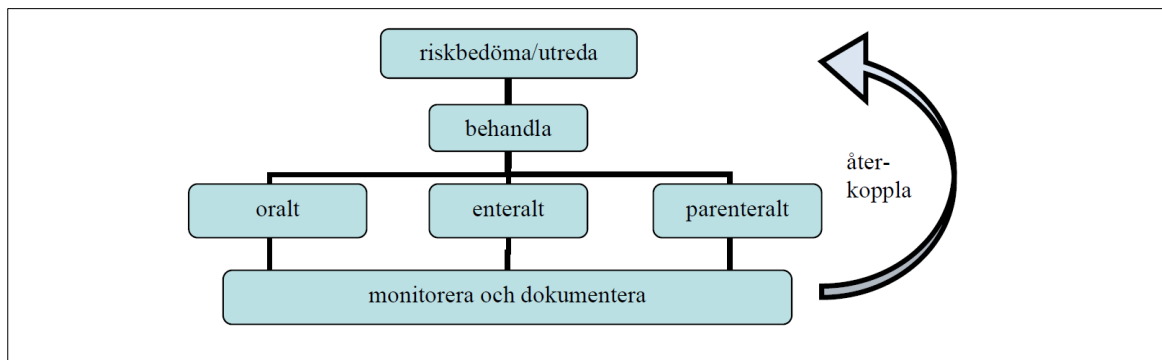 riskbedöma/utreda
behandla
oralt
enteralt
parenteralt
monitorera och dokumentera
åter-
koppla